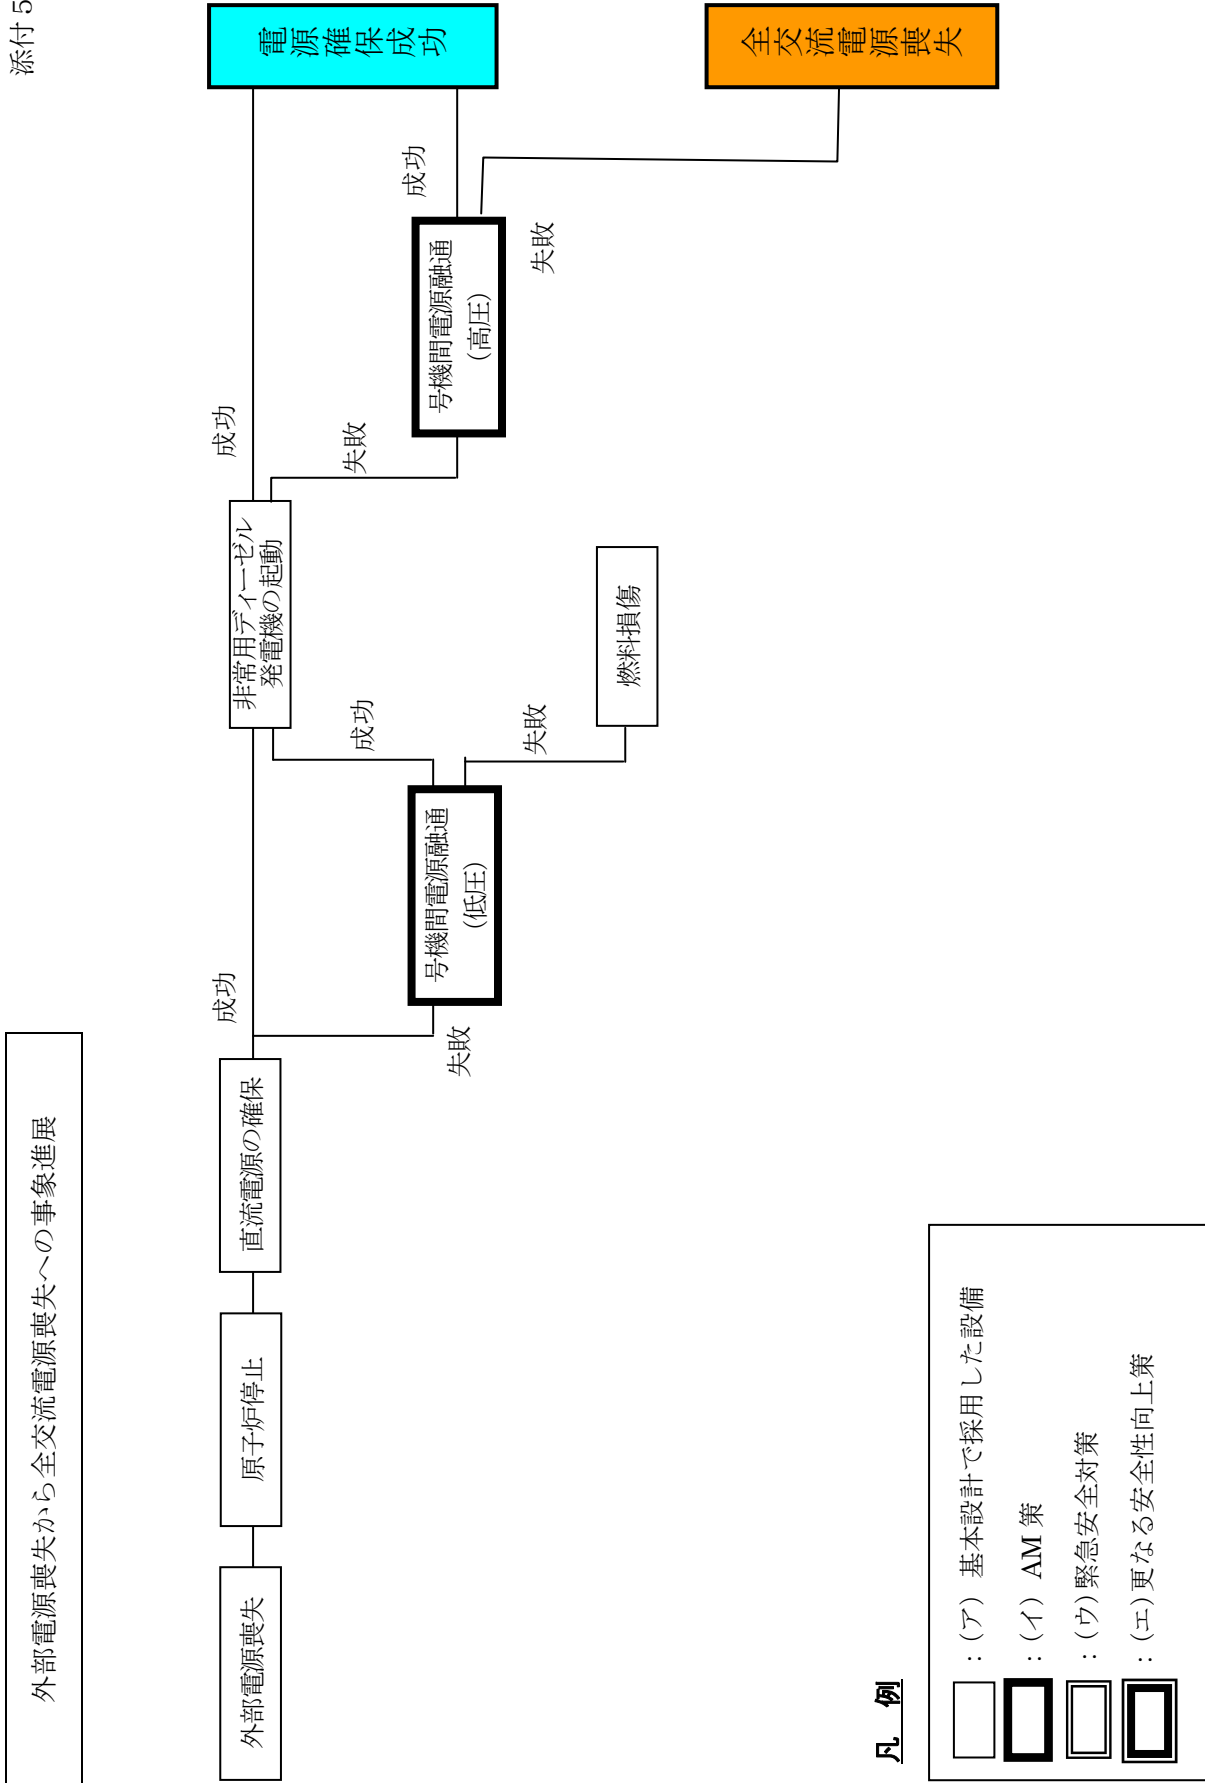 添付 5
外部電源喪失から全交流電源喪失への事象進展
外部電源喪失
原子炉停止
直流電源の確保
成功
失敗
号機間電源融通
(低圧)
成功
失敗
燃料損傷
非常用ディーゼル
発電機の起動
成功
失敗
号機間電源融通
(高圧)
成功
失敗
電源確保成功
全交流電源喪失
凡 例
：(ア) 基本設計で採用した設備
：(イ) AM 策
：(ウ) 緊急安全対策
：(エ) 更なる安全性向上策